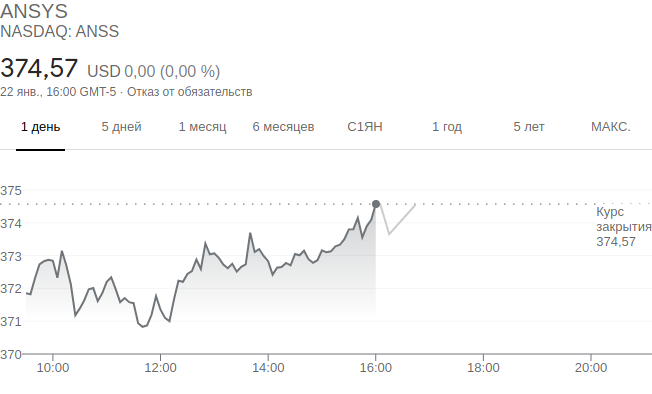 ANSYS
NASDAQ: ANSS
374,57 USD 0,00 (0,00 %)
22 янв., 16:00 GMT-5 · Отказ от обязательств
1 день 5 дней 1 месяц 6 месяцев С1ЯН 1 год 5 лет МАКС.
375
374
373
372
371
370
Курс
закрытия
374,57
10:00 12:00 14:00 16:00 18:00 20:00